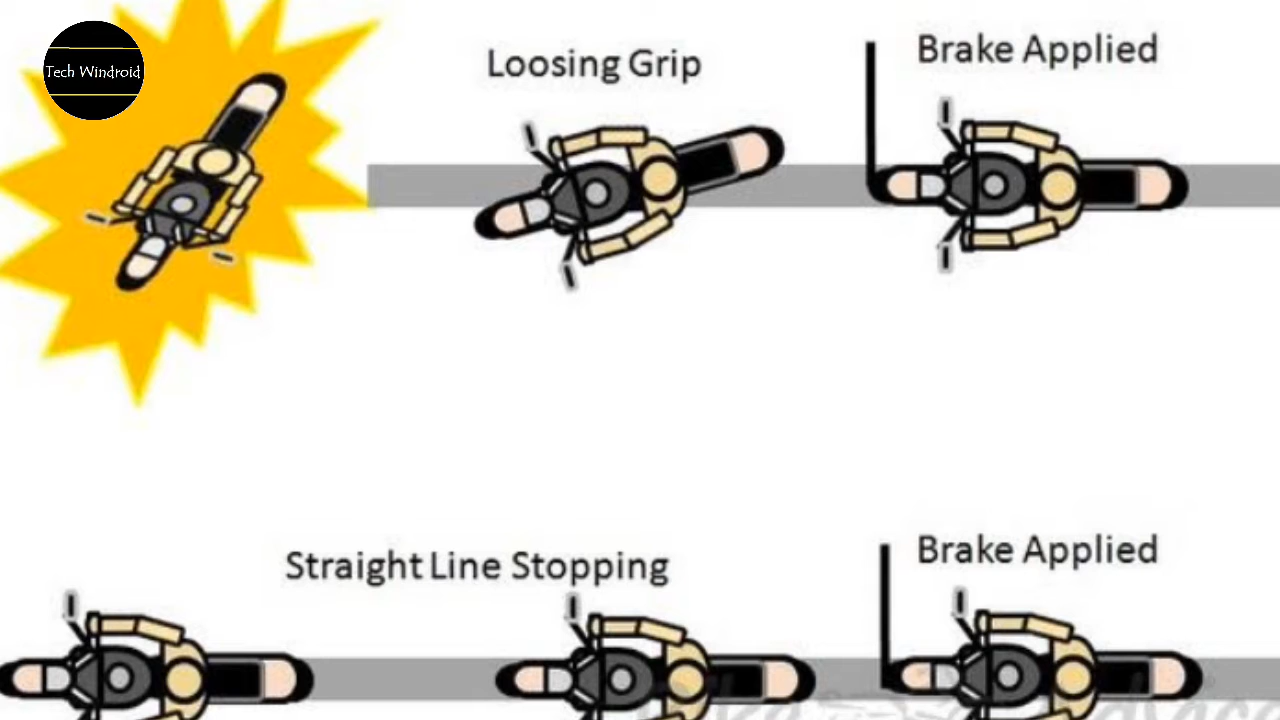 Tech Windroid
Loosing Grip
Brake Applied
Straight Line Stopping
Brake Applied